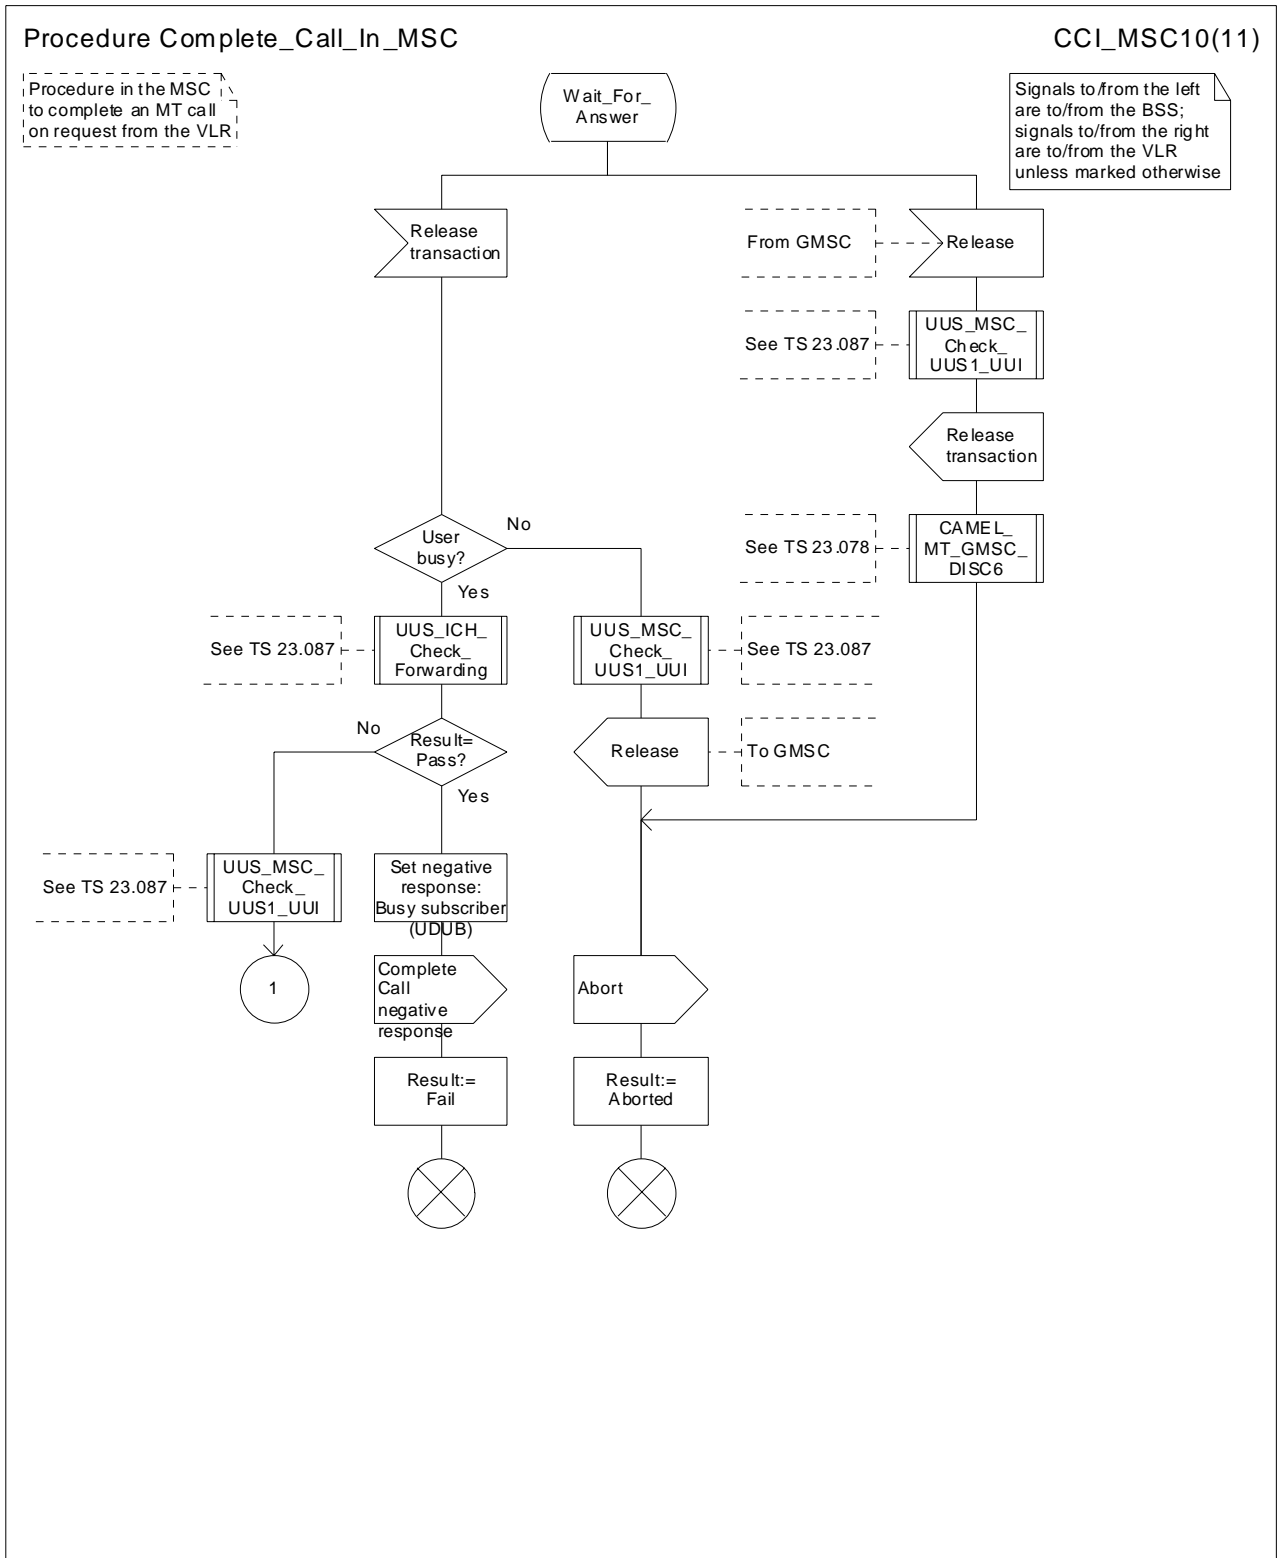 Procedure Complete_Call_In_MSC
CCI_MSC10(11)
Procedure in the MSC
to complete an MT call
on request from the VLR
Wait_For_
Answer
Signals to/from the left
are to/from the BSS;
signals to/from the right
are to/from the VLR
unless marked otherwise
Release
transaction
From GMSC
Release
See TS 23.087
UUS_MSC_
Check_
UUS1_UUI
Release
transaction
User
busy?
No
Yes
See TS 23.078
CAMEL_
MT_GMSC_
DISC6
See TS 23.087
UUS_ICH_
Check_
Forwarding
UUS_MSC_
Check_
UUS1_UUI
See TS 23.087
No
Result=
Pass?
Yes
Release
To GMSC
See TS 23.087
UUS_MSC_
Check_
UUS1_UUI
Set negative
response:
Busy subscriber
(UDUB)
1
Complete
Call
negative
response
Abort
Result:=
Fail
Result:=
Aborted